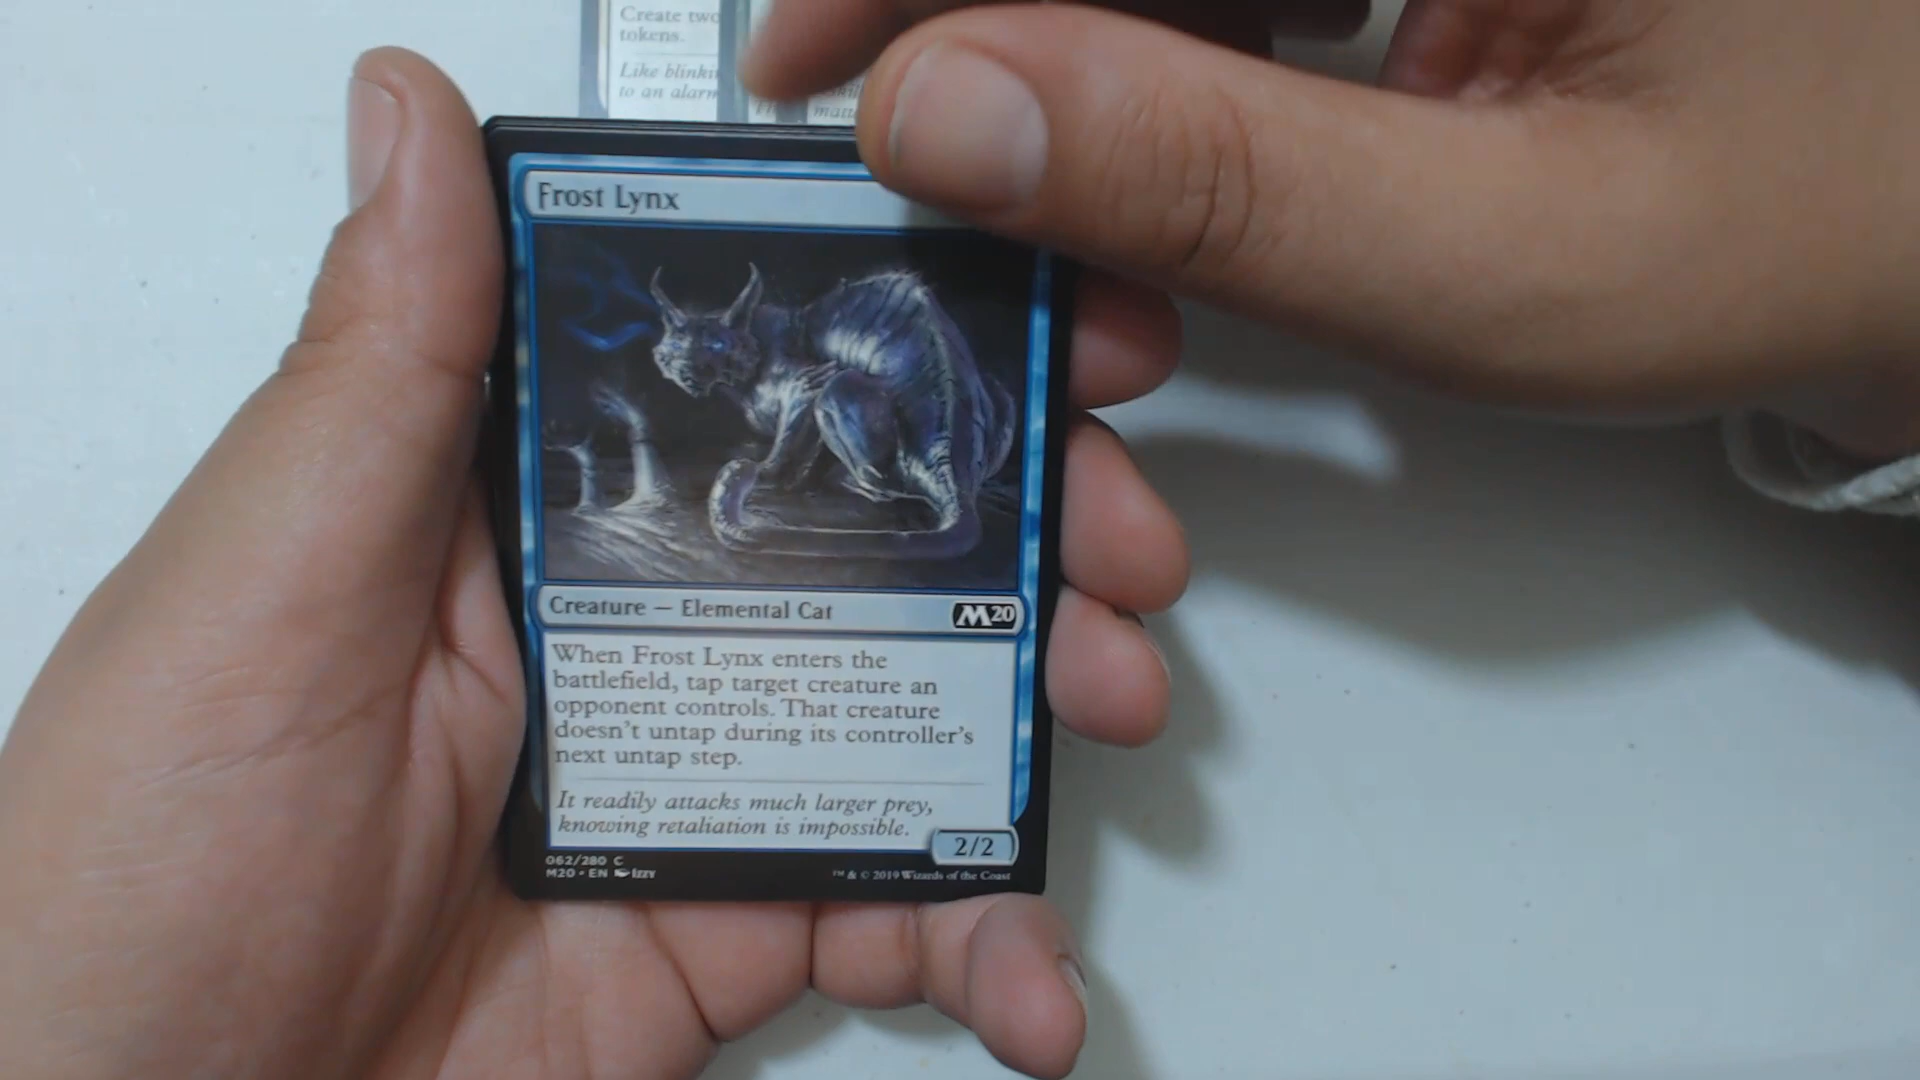 Create two
tokens.
Like
to an alarm
Frost Lynx
Creature — Elemental Cat
M20
When Frost Lynx enters the
battlefield, tap target creature an
opponent controls. That creature
doesn't untap during its controller's
next untap step.
It readily attacks much larger prey,
knowing retaliation is impossible.
2/2
062/280 C
M20 • EN Izzy
™ & © 2019 Wizards of the Coast